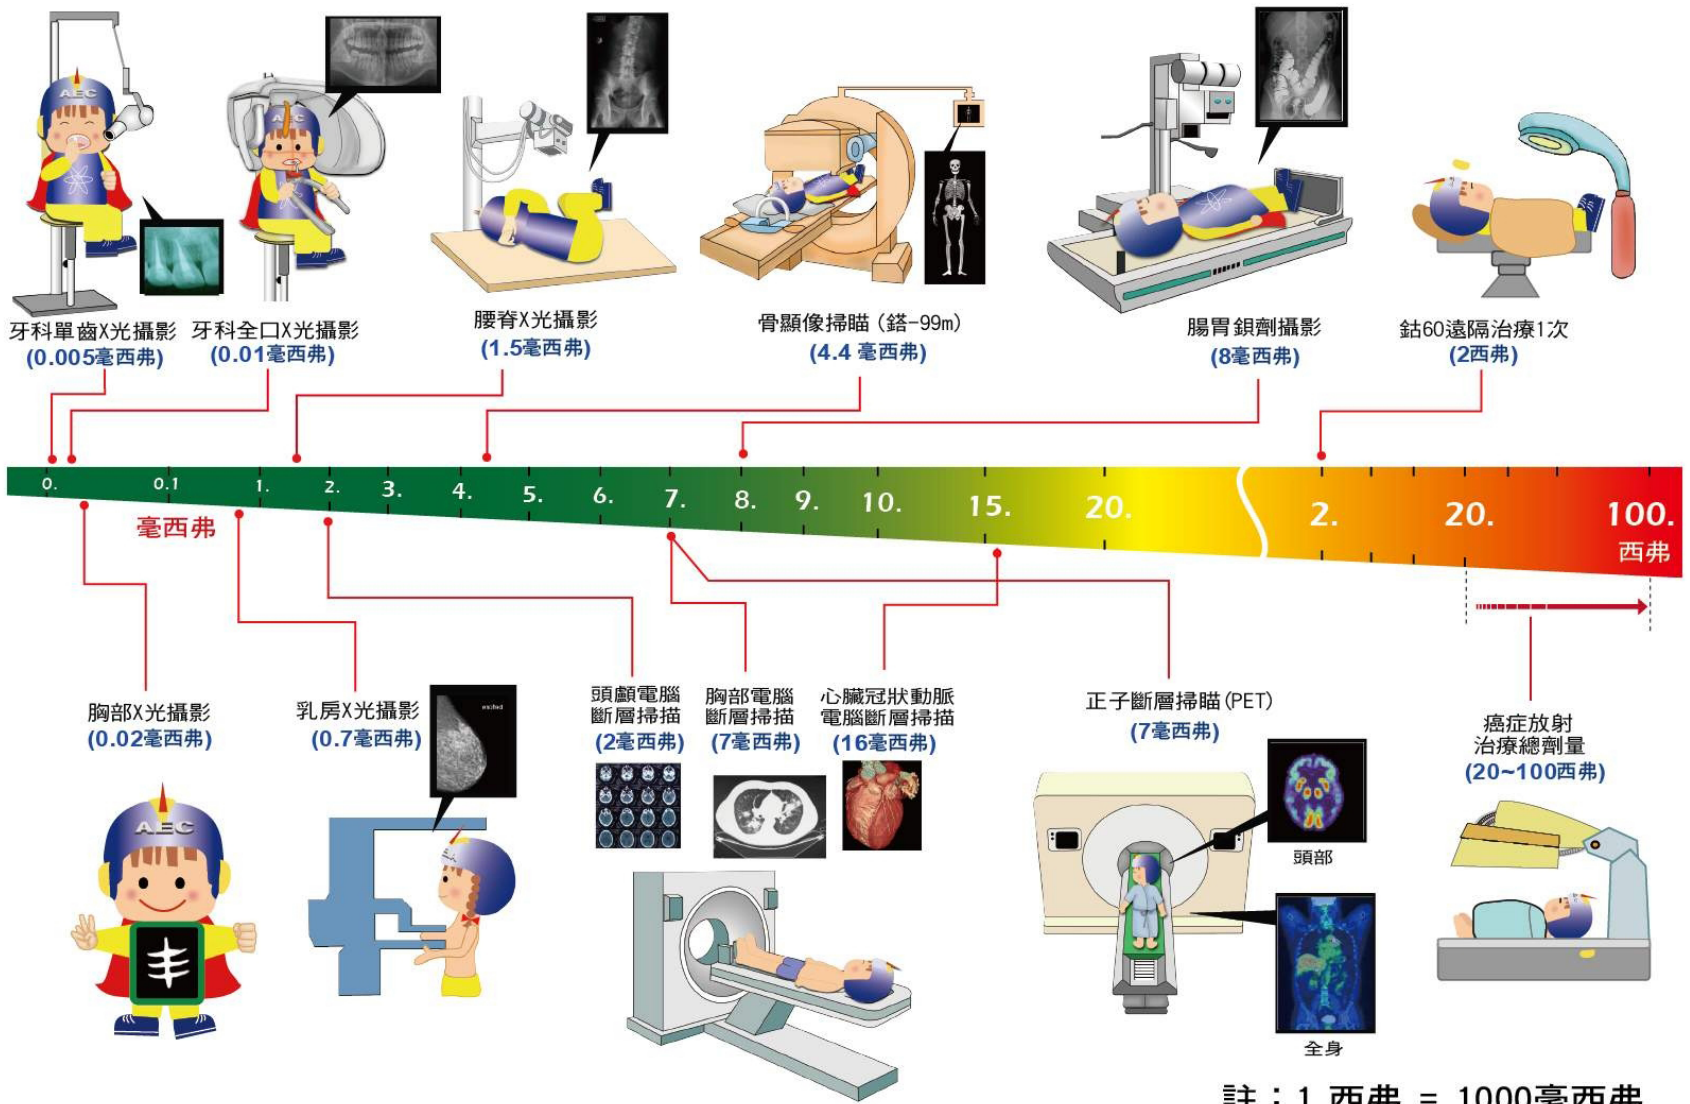 AEC
AEC
牙科單齒X光攝影
(0.005毫西弗)
牙科全口X光攝影
(0.01毫西弗)
腰脊X光攝影
(1.5毫西弗)
骨顯像掃瞄(鎝-99m)
(4.4 毫西弗)
腸胃鋇劑攝影
(8毫西弗)
鈷60遠隔治療1次
(2西弗)
0. 0.1 1. 2. 3. 4. 5. 6. 7. 8. 9. 10. 15. 20. 2. 20. 100.
毫西弗
西弗
胸部X光攝影
(0.02毫西弗)
乳房X光攝影
(0.7毫西弗)
頭顱電腦
斷層掃描
(2毫西弗)
胸部電腦
斷層掃描
(7毫西弗)
心臟冠狀動脈
電腦斷層掃描
(16毫西弗)
正子斷層掃瞄(PET)
(7毫西弗)
癌症放射
治療總劑量
(20~100西弗)
AEC
頭部
全身
註：1 西弗 = 1000毫西弗